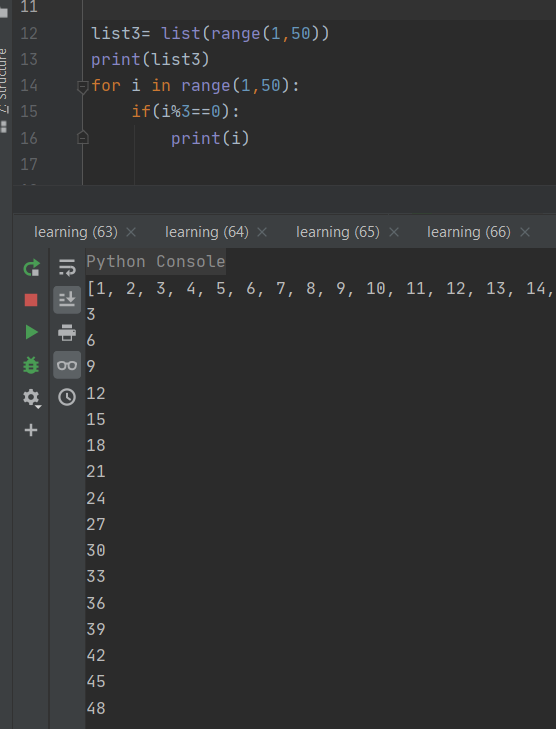 11
12 list3= list(range(1,50))
13 print(list3)
14 for i in range(1,50):
15 if(i%3==0):
16 print(i)
17
Z: Structure
learning (63) × learning (64) × learning (65) × learning (66) ×
Python Console
[1, 2, 3, 4, 5, 6, 7, 8, 9, 10, 11, 12, 13, 14,
3
6
9
12
15
18
21
24
27
30
33
36
39
42
45
48